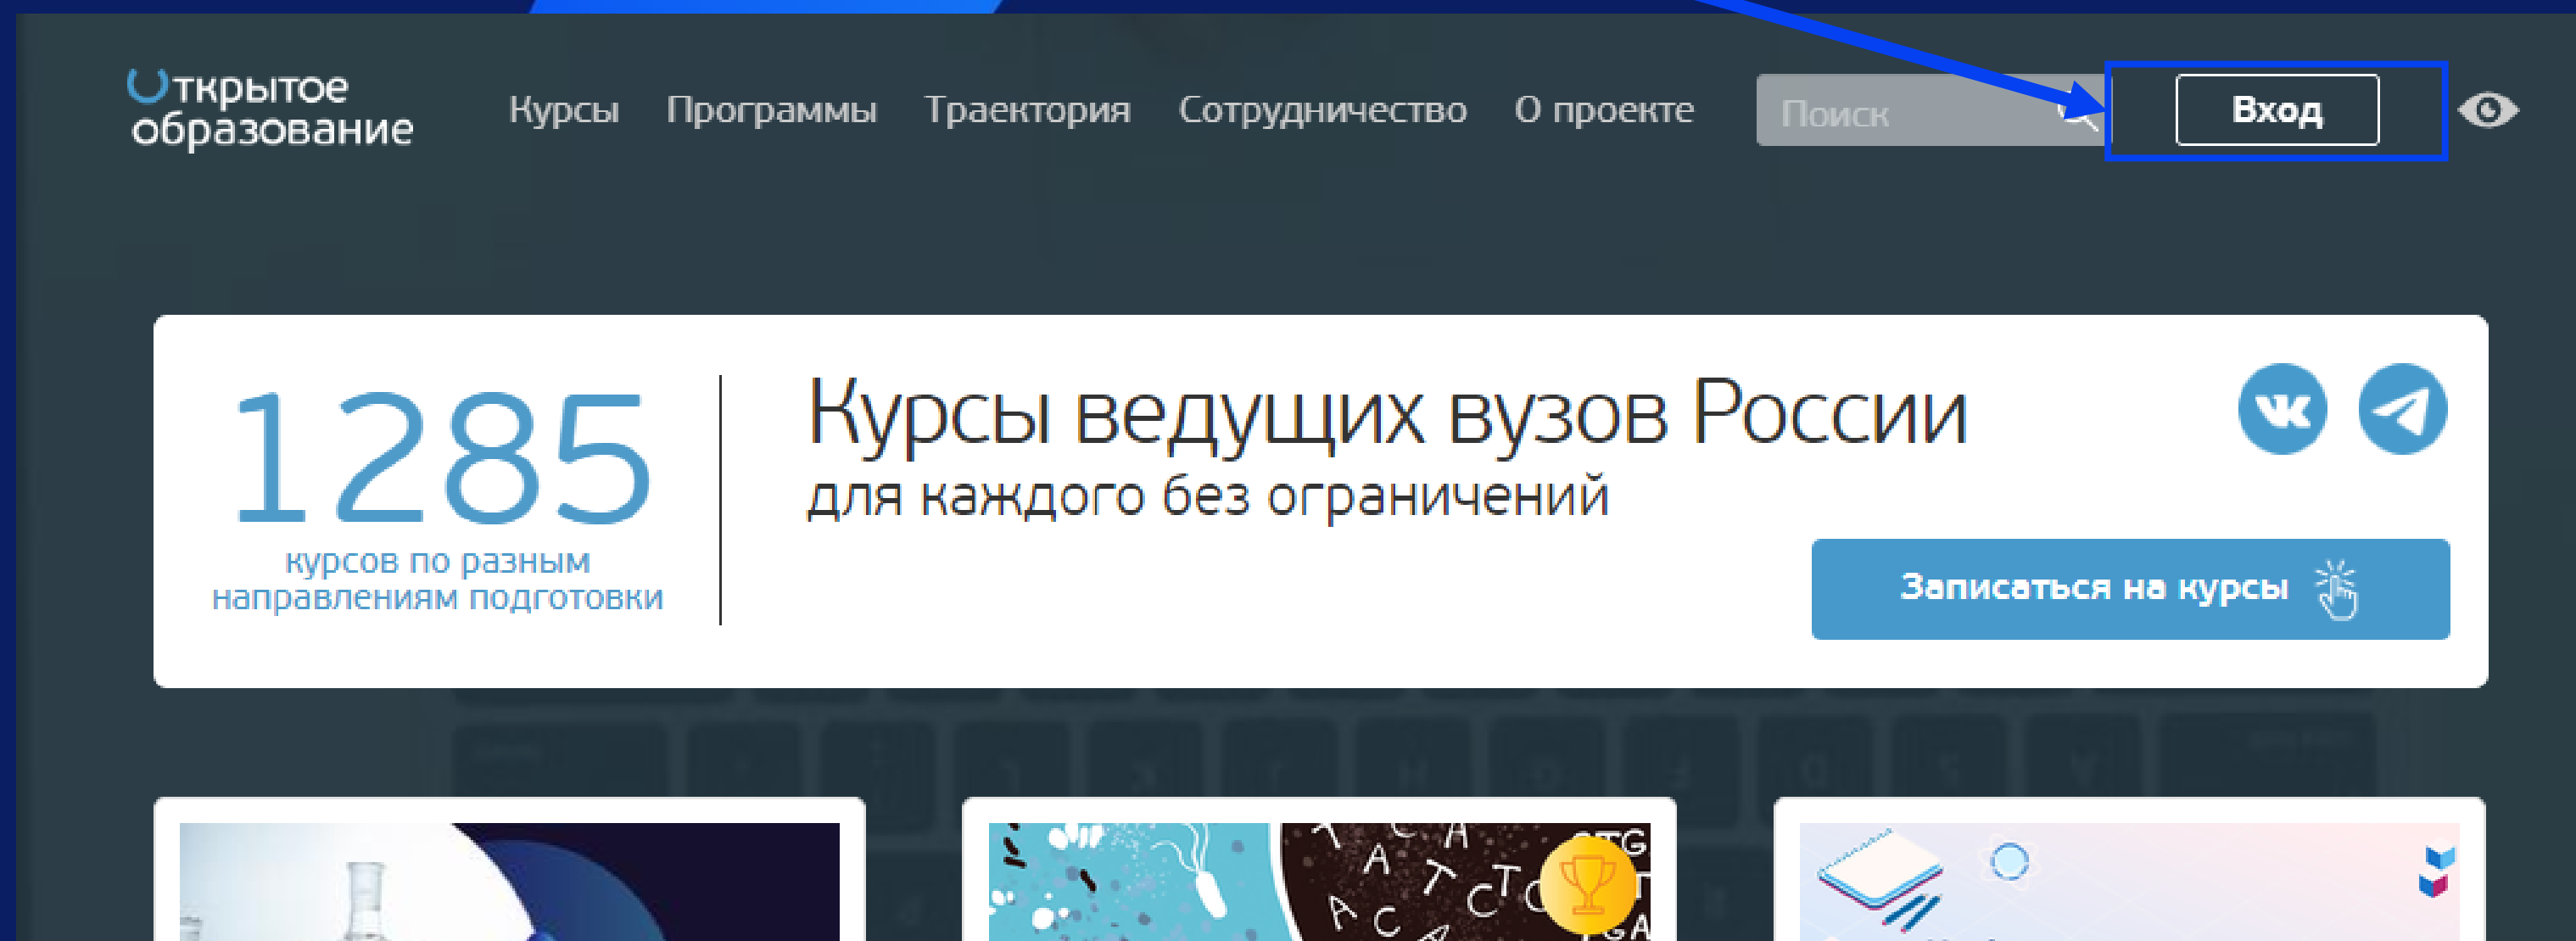 Открытое
образование
Курсы Программы Траектория Сотрудничество О проекте Поиск Вход
1285
курсов по разным
направлениям подготовки
Курсы ведущих вузов России
для каждого без ограничений
Записаться на курсы